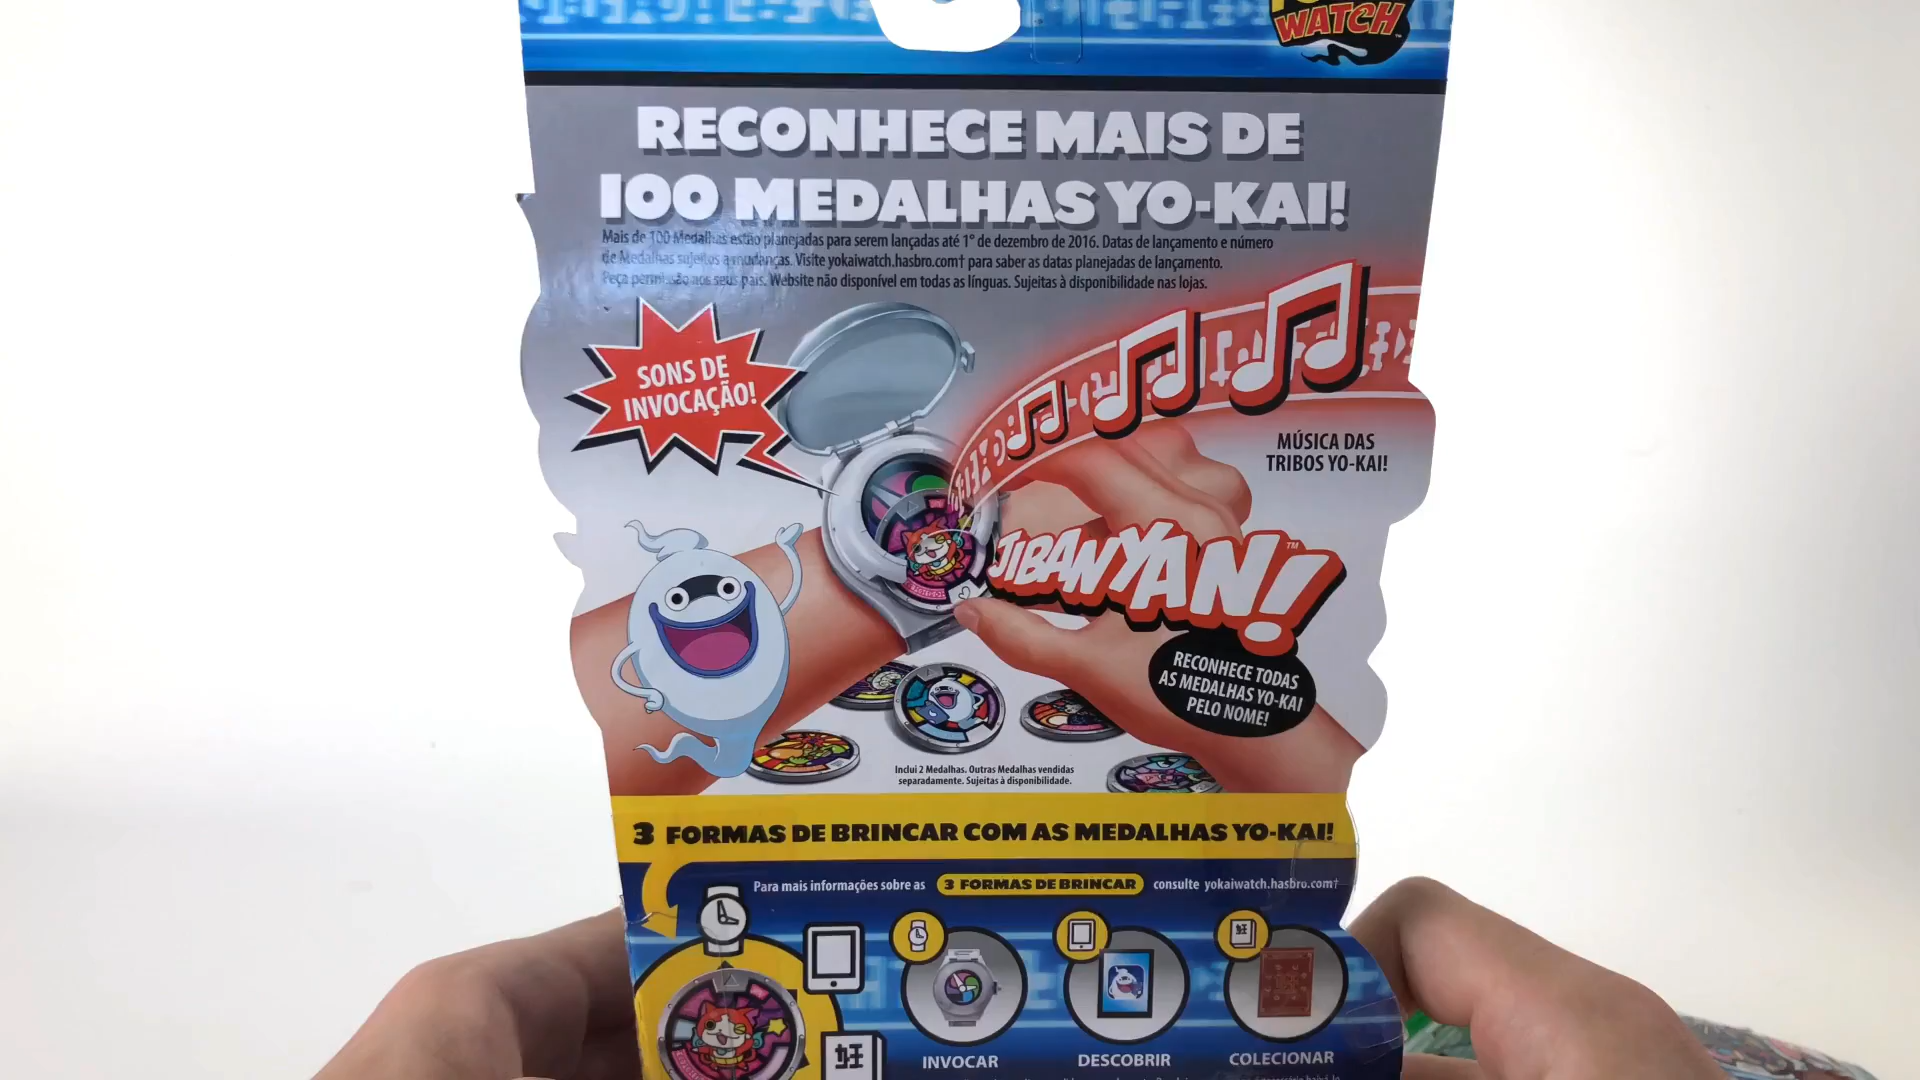 WATCH
RECONHECE MAIS DE
100 MEDALHAS YO-KAI!
Mais de 100 Medalhas estão planejadas para serem lançadas até 1° de dezembro de 2016. Datas de lançamento e número
de Medalhas sujeitos a mudanças. Visite yokaiwatch.hasbro.com† para saber as datas planejadas de lançamento.
Peça permissão aos seus pais. Website não disponível em todas as línguas. Sujeitas à disponibilidade nas lojas.
SONS DE
INVOCAÇÃO!
MÚSICA DAS
TRIBOS YO-KAI!
JIBANYAN!™
RECONHECE TODAS
AS MEDALHAS YO-KAI
PELO NOME!
Inclui 2 Medalhas. Outras Medalhas vendidas
separadamente. Sujeitas à disponibilidade.
3 FORMAS DE BRINCAR COM AS MEDALHAS YO-KAI!
Para mais informações sobre as 3 FORMAS DE BRINCAR consulte yokaiwatch.hasbro.com†
INVOCAR
DESCOBRIR
COLECIONAR